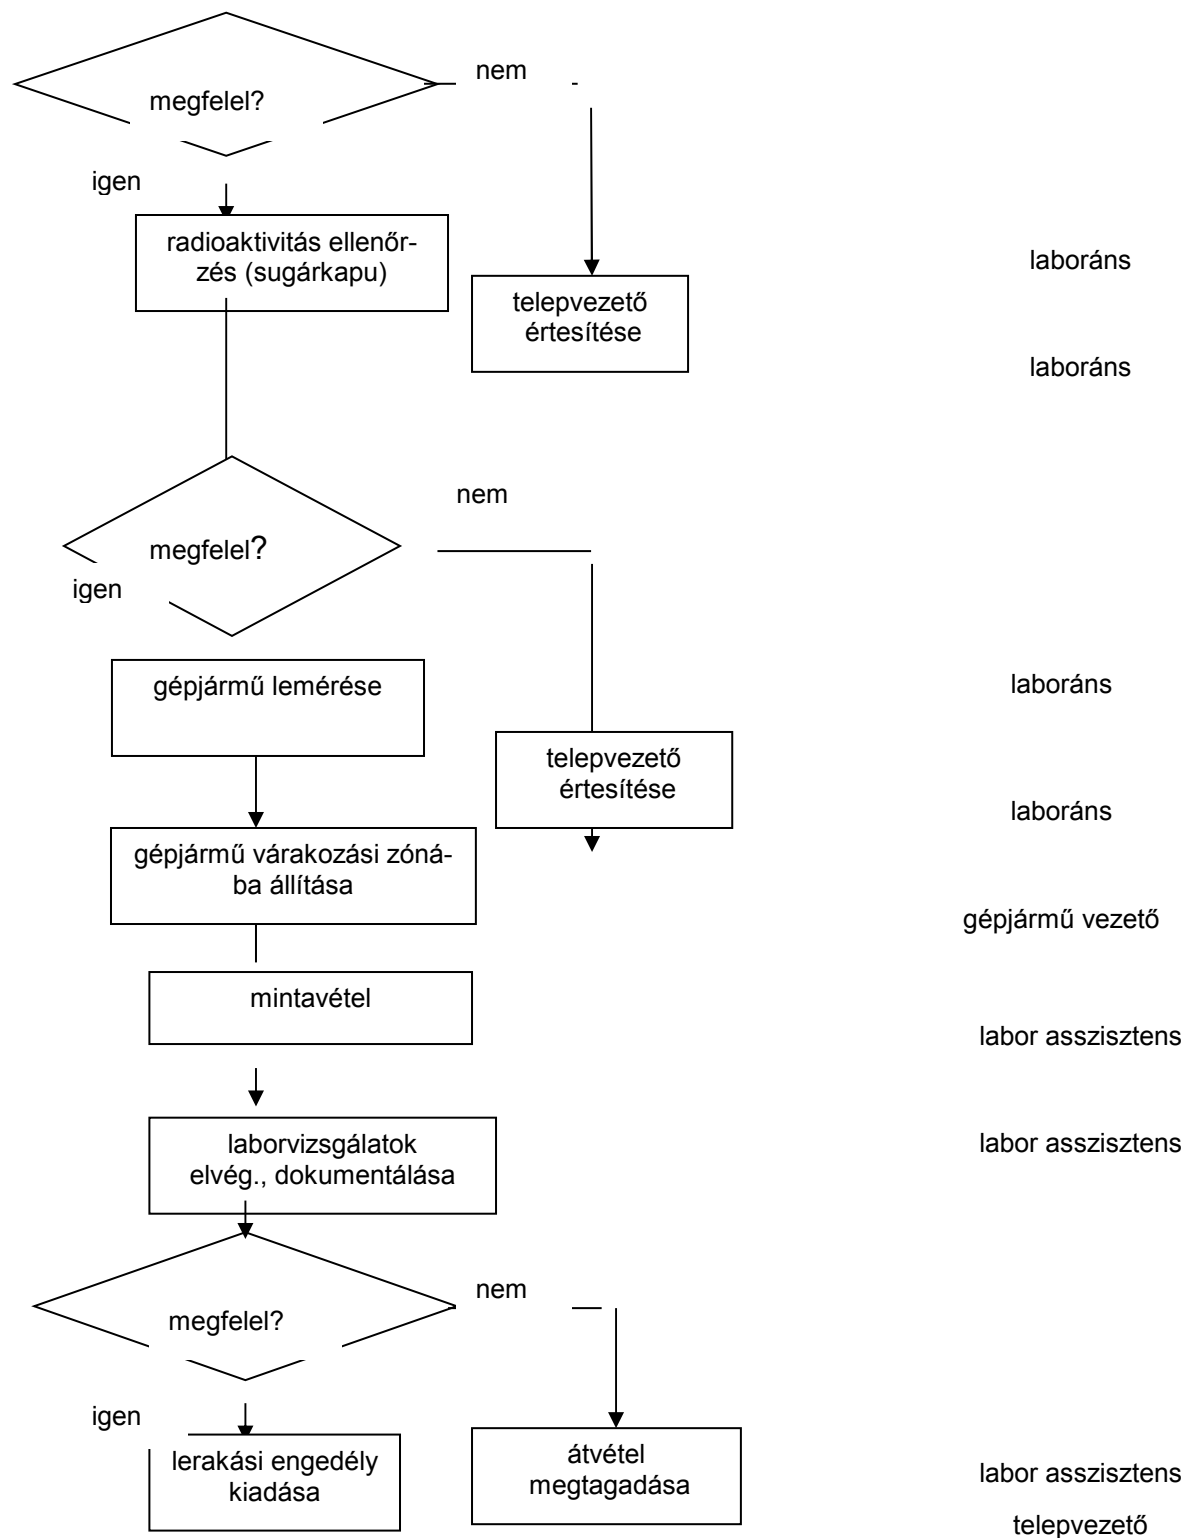 nem
megfelel?
igen
radioaktivitás ellenőr-
zés (sugárkapu)
laboráns
telepvezető
értesítése
laboráns
nem
megfelel?
igen
gépjármű lemérése
laboráns
telepvezető
értesítése
laboráns
gépjármű várakozási zóná-
ba állítása
gépjármű vezető
mintavétel
labor asszisztens
laborvizsgálatok
elvég., dokumentálása
labor asszisztens
nem
megfelel?
igen
lerakási engedély
kiadása
átvétel
megtagadása
labor asszisztens
telepvezető